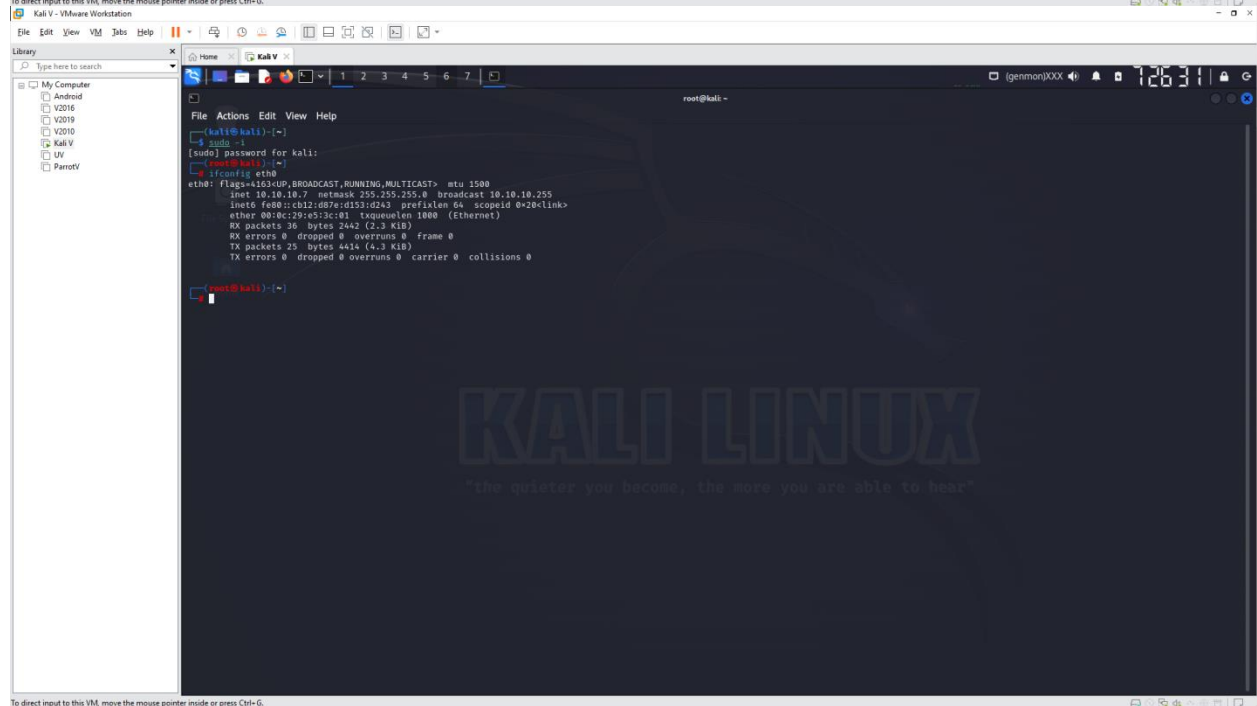 To direct input to this VM, move the mouse pointer inside or press Ctrl+G.
Kali V - VMware Workstation
File Edit View VM Tabs Help
Library
Type here to search
My Computer
Android
V2016
V2019
V2010
Kali V
UV
ParrotV
Home
Kali V
1 2 3 4 5 6 7
(genmon)XXX
root@kali: ~
File Actions Edit View Help
┌──(kali㉿kali)-[~]
└─$ sudo -i
[sudo] password for kali:
┌──(root㉿kali)-[~]
└─# ifconfig eth0
eth0: flags=4163<UP,BROADCAST,RUNNING,MULTICAST> mtu 1500
inet 10.10.10.7 netmask 255.255.255.0 broadcast 10.10.10.255
inet6 fe80::cb12:d87e:d153:d243 prefixlen 64 scopeid 0×20<link>
ether 00:0c:29:e5:3c:01 txqueuelen 1000 (Ethernet)
RX packets 36 bytes 2442 (2.3 KiB)
RX errors 0 dropped 0 overruns 0 frame 0
TX packets 25 bytes 4414 (4.3 KiB)
TX errors 0 dropped 0 overruns 0 carrier 0 collisions 0
┌──(root㉿kali)-[~]
└─#
KALI LINUX
"the quieter you become, the more you are able to hear"
To direct input to this VM, move the mouse pointer inside or press Ctrl+G.